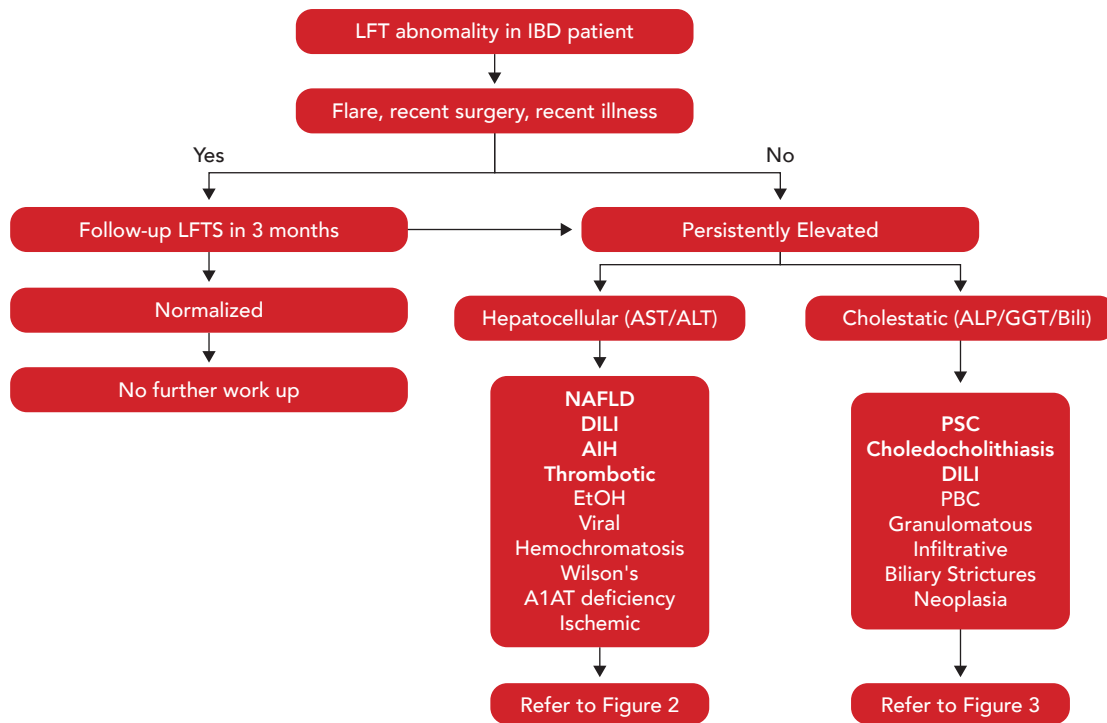 LFT abnomality in IBD patient
Flare, recent surgery, recent illness
Yes
No
Follow-up LFTS in 3 months
Persistently Elevated
Normalized
Hepatocellular (AST/ALT)
Cholestatic (ALP/GGT/Bili)
No further work up
NAFLD
DILI
AIH
Thrombotic
EtOH
Viral
Hemochromatosis
Wilson's
A1AT deficiency
Ischemic
PSC
Choledocholithiasis
DILI
PBC
Granulomatous
Infiltrative
Biliary Strictures
Neoplasia
Refer to Figure 2
Refer to Figure 3